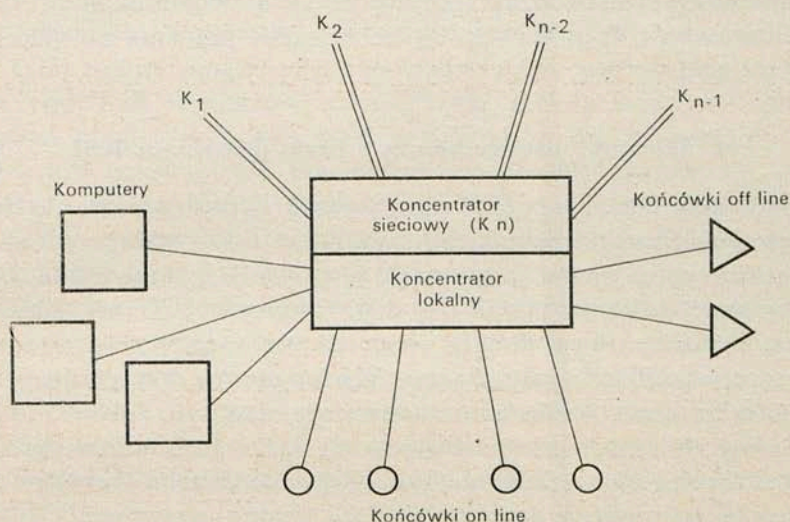 K2
Kn-2
K1
Kn-1
Komputery
Koncentrator
sieciowy (K n)
Końcówki off line
Koncentrator
lokalny
Końcówki on line